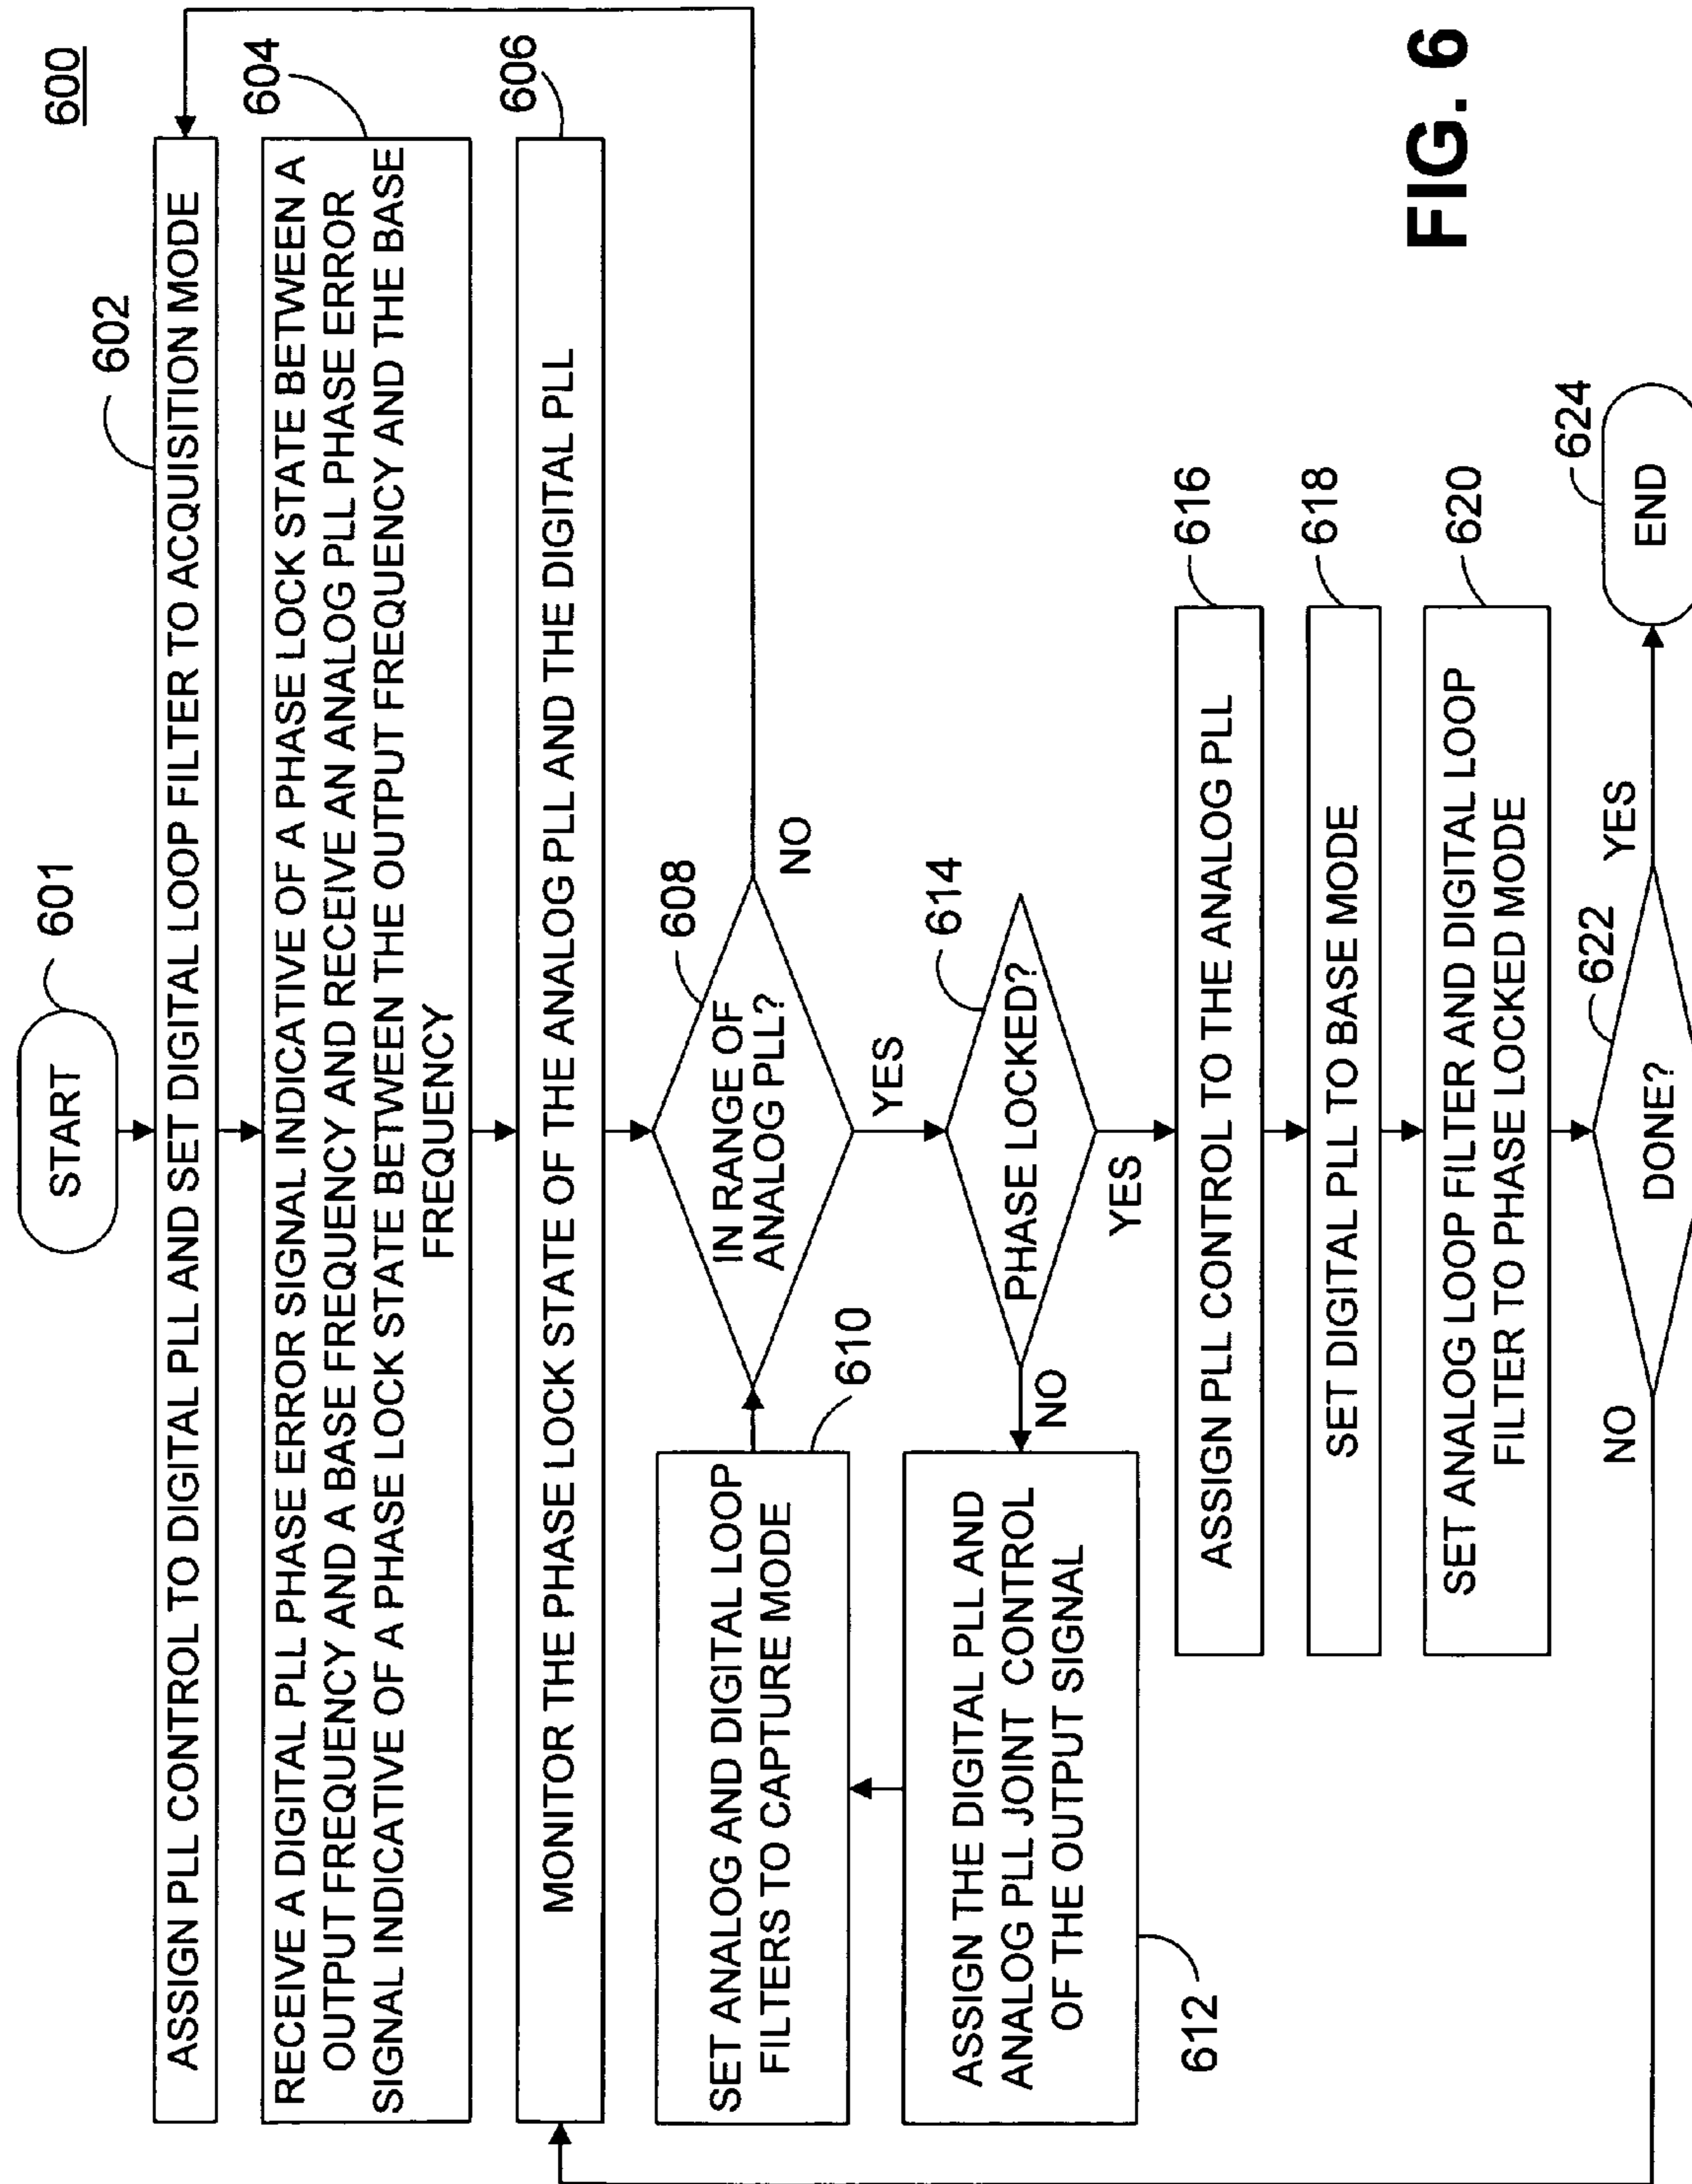 600
START
601
602
ASSIGN PLL CONTROL TO DIGITAL PLL AND SET DIGITAL LOOP FILTER TO ACQUISITION MODE
604
RECEIVE A DIGITAL PLL PHASE ERROR SIGNAL INDICATIVE OF A PHASE LOCK STATE BETWEEN A
OUTPUT FREQUENCY AND A BASE FREQUENCY AND RECEIVE AN ANALOG PLL PHASE ERROR
SIGNAL INDICATIVE OF A PHASE LOCK STATE BETWEEN THE OUTPUT FREQUENCY AND THE BASE
FREQUENCY
606
MONITOR THE PHASE LOCK STATE OF THE ANALOG PLL AND THE DIGITAL PLL
608
IN RANGE OF
ANALOG PLL?
NO
YES
610
SET ANALOG AND DIGITAL LOOP
FILTERS TO CAPTURE MODE
614
PHASE LOCKED?
NO
YES
ASSIGN THE DIGITAL PLL AND
ANALOG PLL JOINT CONTROL
OF THE OUTPUT SIGNAL
612
616
ASSIGN PLL CONTROL TO THE ANALOG PLL
618
SET DIGITAL PLL TO BASE MODE
620
SET ANALOG LOOP FILTER AND DIGITAL LOOP
FILTER TO PHASE LOCKED MODE
622
DONE?
NO
YES
624
END
FIG. 6